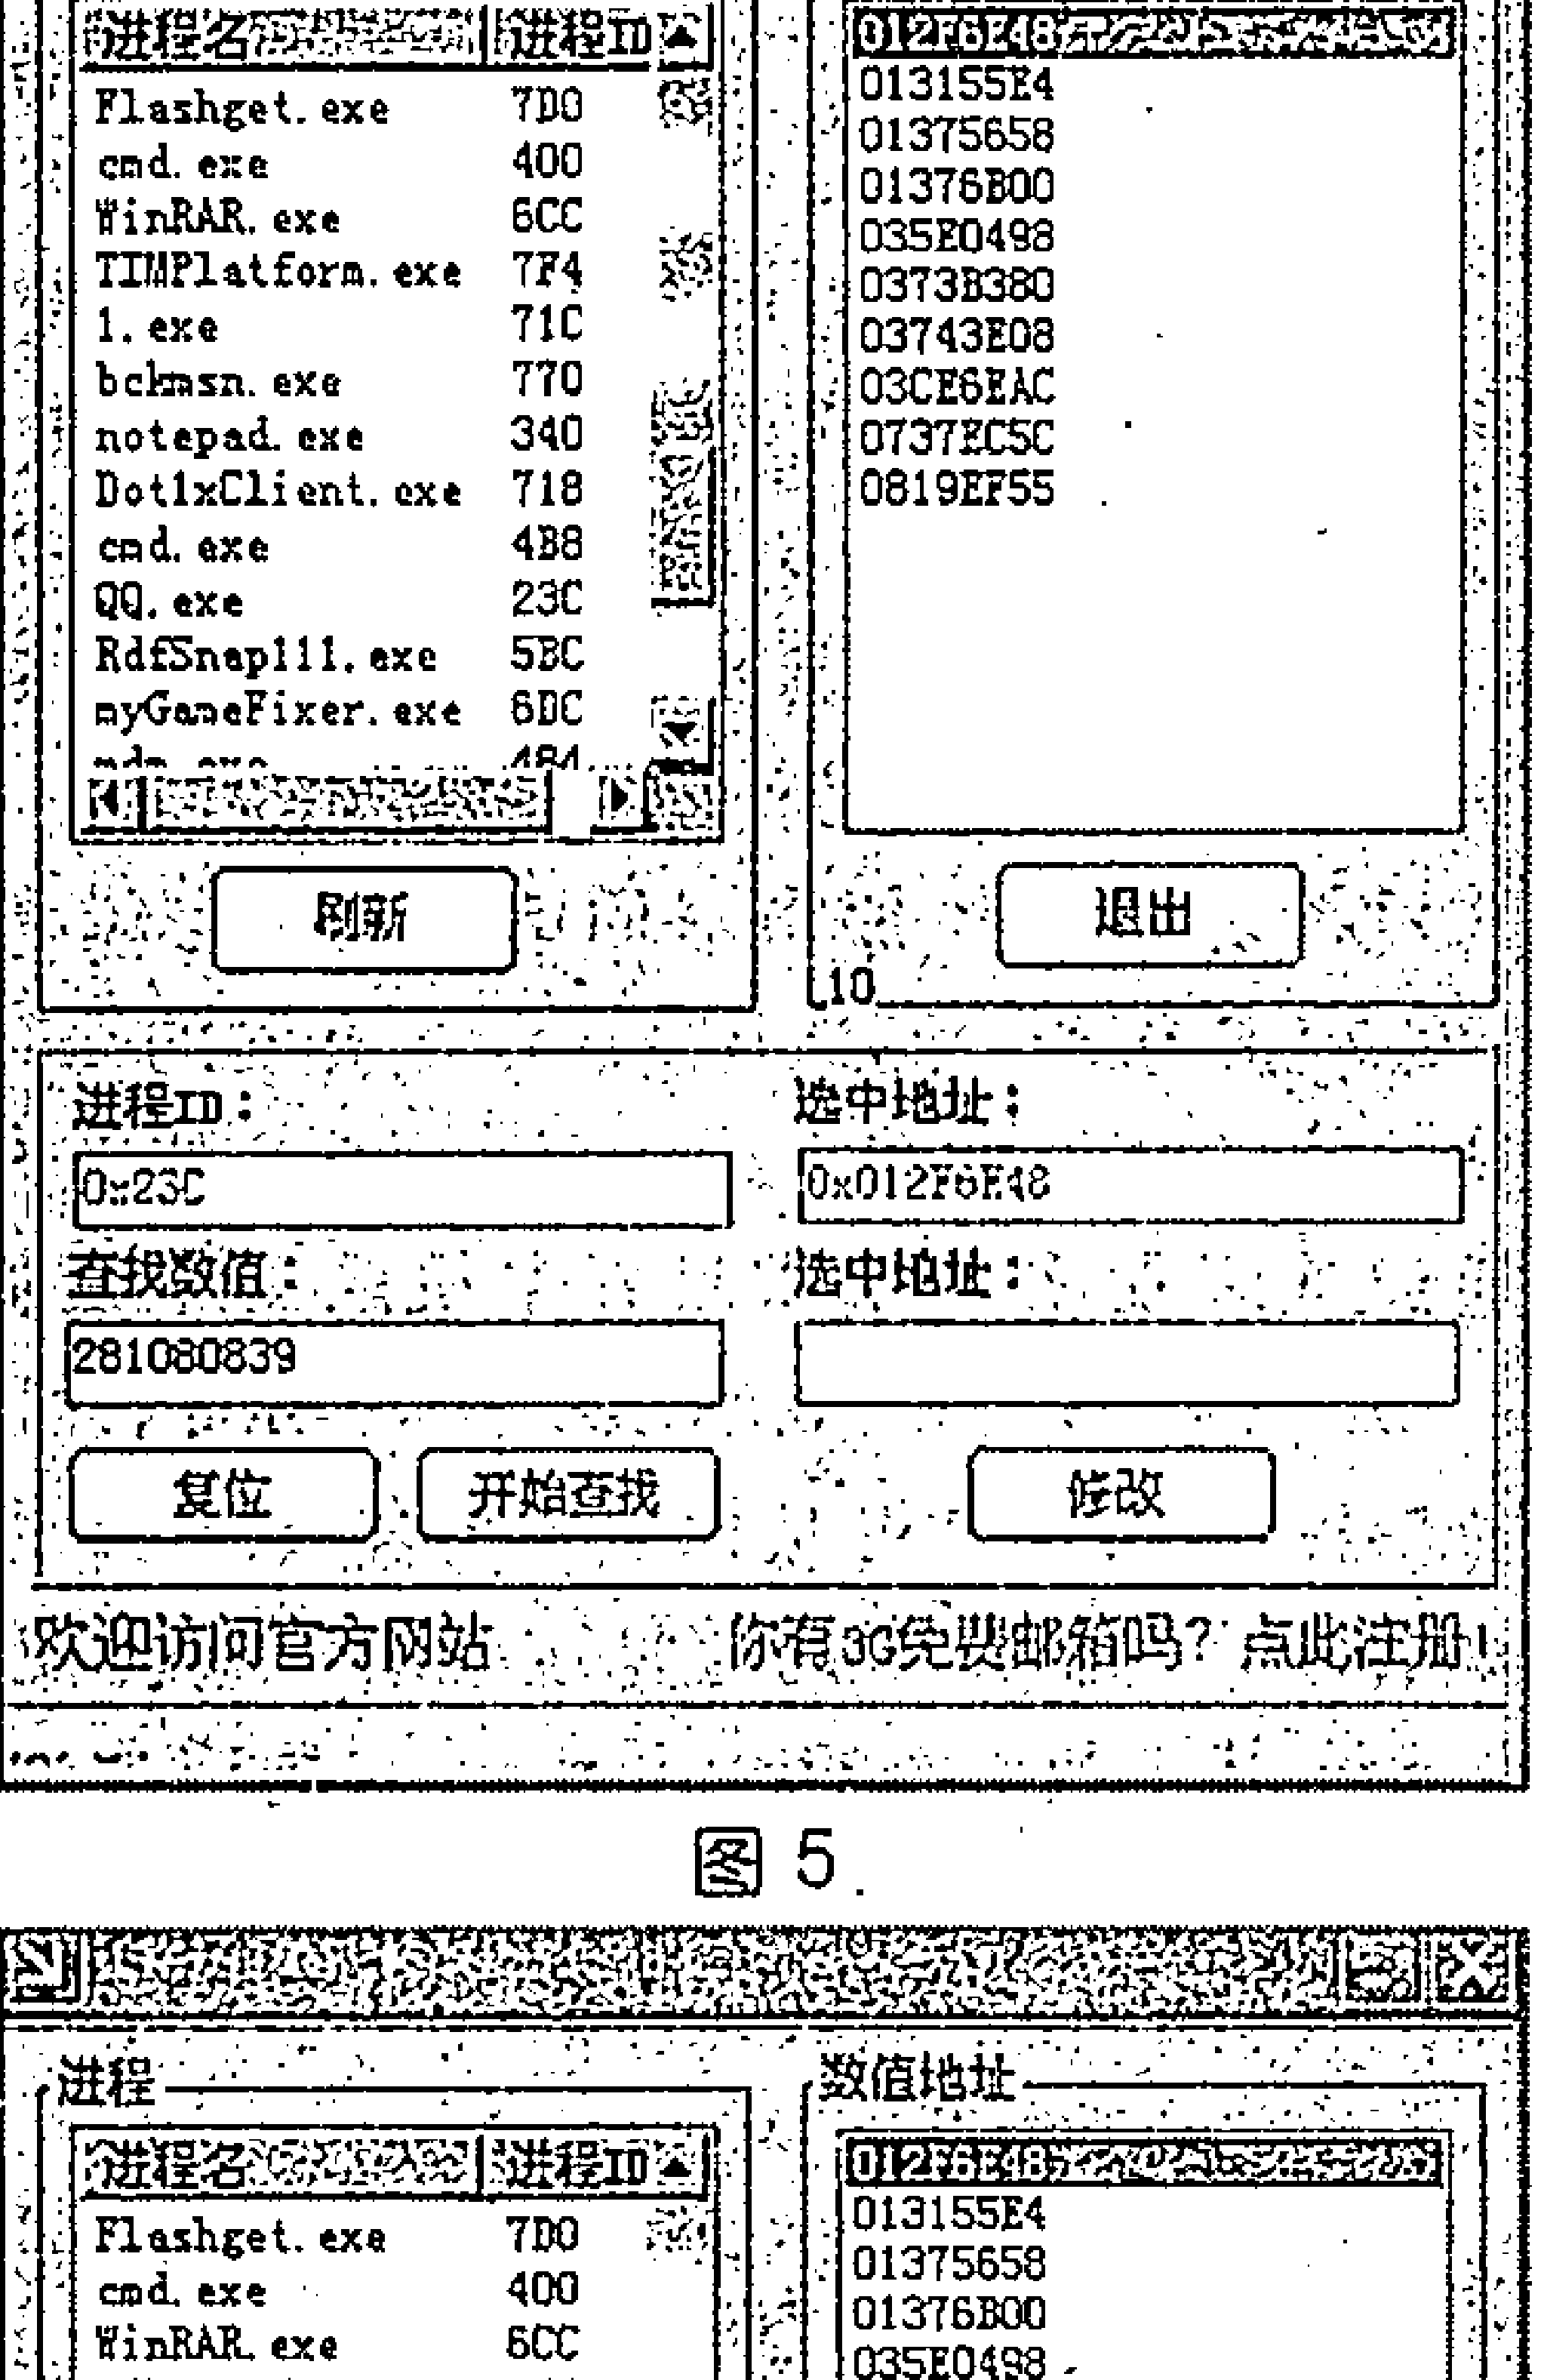 进程名 进程ID
Flashget.exe 7D0
cmd.exe 400
WinRAR.exe 6CC
TIMPlatform.exe 7F4
1.exe 71C
bckmsn.exe 770
notepad.exe 340
Dot1xClient.exe 718
cmd.exe 4B8
QQ.exe 23C
RdfSnap111.exe 5BC
myGameFixer.exe 6DC
刷新
012F6E48
013155E4
01375658
01376B00
035E0498
0373B380
03743E08
03CE6EAC
0737EC5C
0819EF55
退出
10
进程ID：
0x23C
查找数值：
281080839
复位 开始查找
选中地址：
0x012F6E48
选中地址：
修改
欢迎访问官方网站 你有3G免费邮箱吗？点此注册！
图 5
进程
进程名 进程ID
Flashget.exe 7D0
cmd.exe 400
WinRAR.exe 6CC
数值地址
012F6E48
013155E4
01375658
01376B00
035E0498